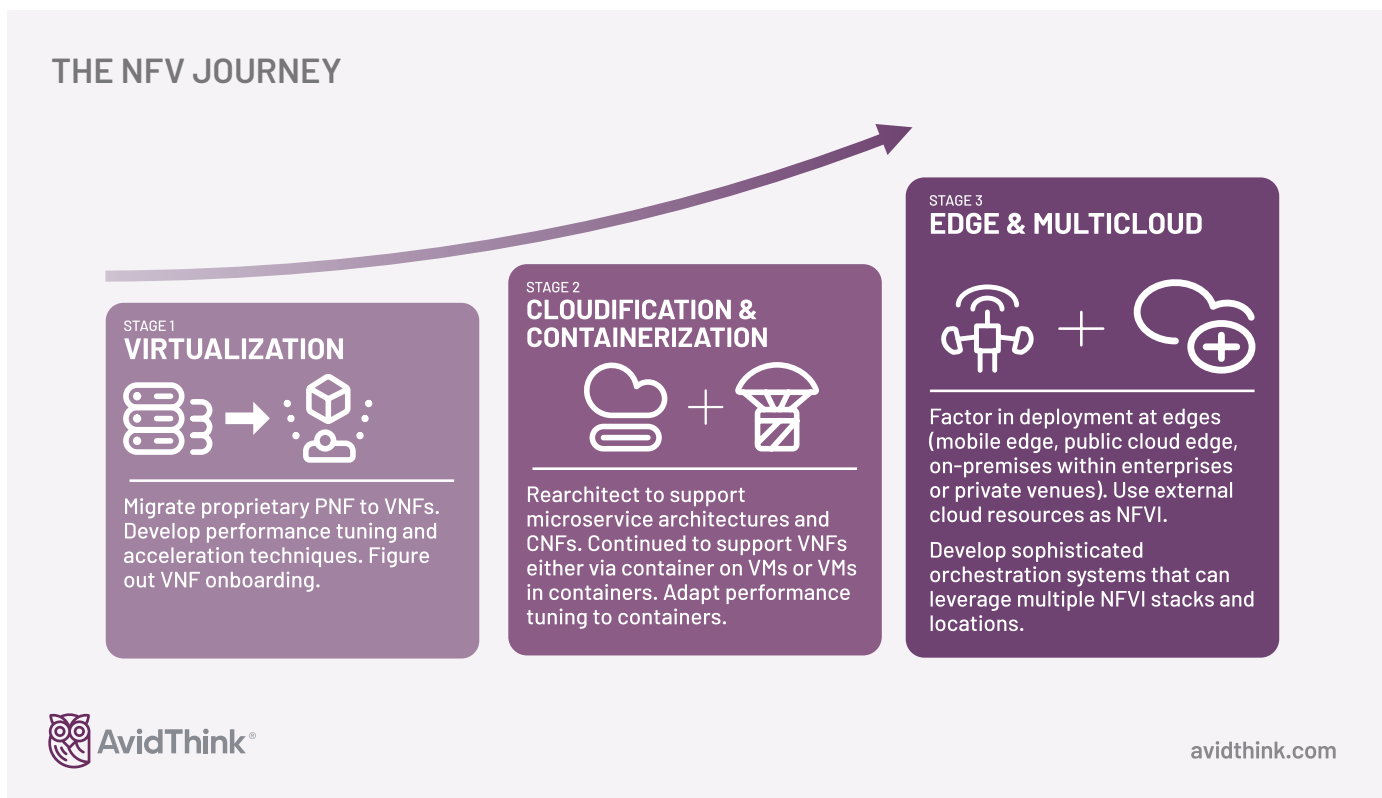 THE NFV JOURNEY
STAGE 1
VIRTUALIZATION
Migrate proprietary PNF to VNFs.
Develop performance tuning and
acceleration techniques. Figure
out VNF onboarding.
STAGE 2
CLOUDIFICATION &
CONTAINERIZATION
Rearchitect to support
microservice architectures and
CNFs. Continued to support VNFs
either via container on VMs or VMs
in containers. Adapt performance
tuning to containers.
STAGE 3
EDGE & MULTICLOUD
Factor in deployment at edges
(mobile edge, public cloud edge,
on-premises within enterprises
or private venues). Use external
cloud resources as NFVI.
Develop sophisticated
orchestration systems that can
leverage multiple NFVI stacks and
locations.
AvidThink®
avidthink.com